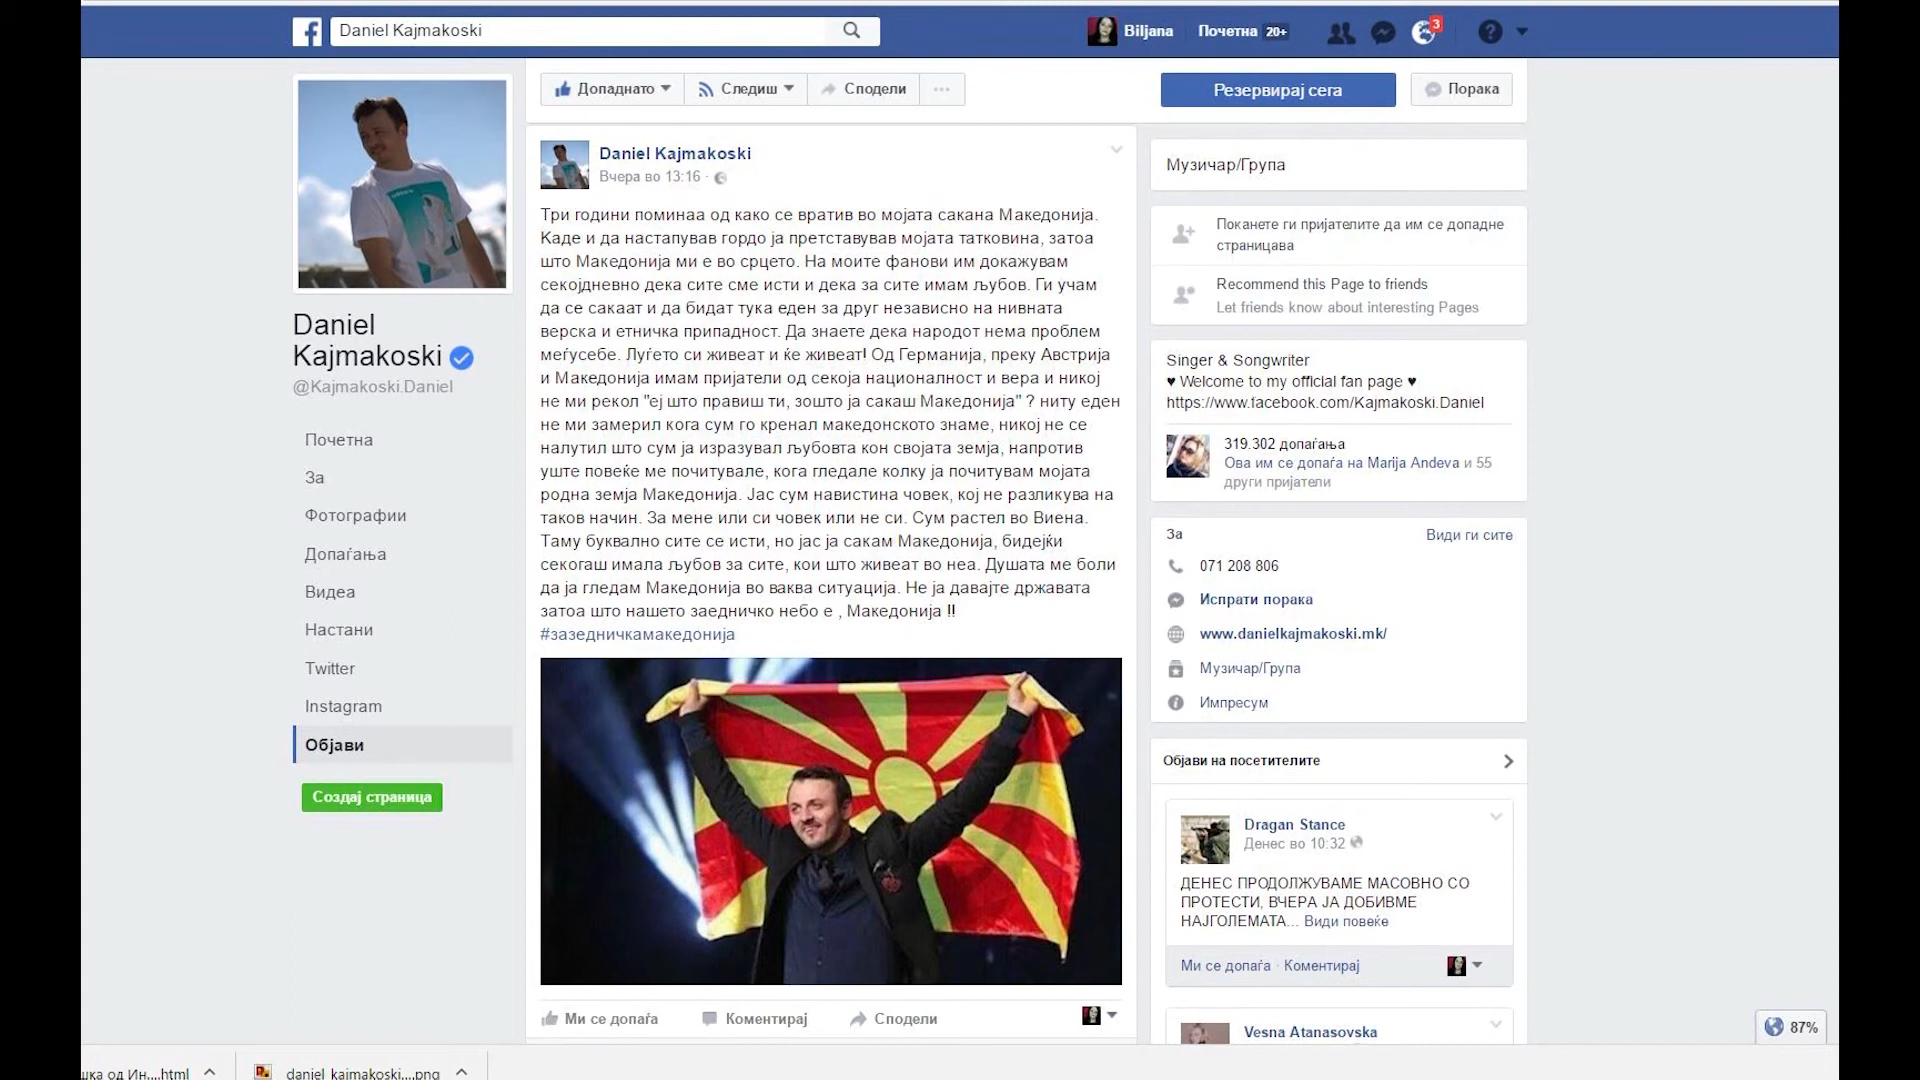 Daniel Kajmakoski
Biljana
Почетна 20+
3
Допаднато
Следиш
Сподели
Резервирај сега
Порака
Daniel
Kajmakoski
@Kajmakoski.Daniel
Почетна
За
Фотографии
Допаѓања
Видеа
Настани
Twitter
Instagram
Објави
Создај страница
Daniel Kajmakoski
Вчера во 13:16 ·
Три години поминаа од како се вратив во мојата сакана Македонија.
Каде и да настапував гордо ја претставував мојата татковина, затоа
што Македонија ми е во срцето. На моите фанови им докажувам
секојдневно дека сите сме исти и дека за сите имам љубов. Ги учам
да се сакаат и да бидат тука еден за друг независно на нивната
верска и етничка припадност. Да знаете дека народот нема проблем
меѓусебе. Луѓето си живеат и ќе живеат! Од Германија, преку Австрија
и Македонија имам пријатели од секоја националност и вера и никој
не ми рекол "еј што правиш ти, зошто ја сакаш Македонија" ? ниту еден
не ми замерил кога сум го кренал македонското знаме, никој не се
налутил што сум ја изразувал љубовта кон својата земја, напротив
уште повеќе ме почитувале, кога гледале колку ја почитувам мојата
родна земја Македонија. Јас сум навистина човек, кој не разликува на
таков начин. За мене или си човек или не си. Сум растел во Виена.
Таму буквално сите се исти, но јас ја сакам Македонија, бидејќи
секогаш имала љубов за сите, кои што живеат во неа. Душата ме боли
да ја гледам Македонија во ваква ситуација. Не ја давајте државата
затоа што нашето заедничко небо е , Македонија !!
#зазедничкамакедонија
Ми се допаѓа
Коментирај
Сподели
Музичар/Група
Поканете ги пријателите да им се допадне
страницава
Recommend this Page to friends
Let friends know about interesting Pages
Singer & Songwriter
♥ Welcome to my official fan page ♥
https://www.facebook.com/Kajmakoski.Daniel
319.302 допаѓања
Ова им се допаѓа на Marija Andeva и 55
други пријатели
За
Види ги сите
071 208 806
Испрати порака
www.danielkajmakoski.mk/
Музичар/Група
Импресум
Објави на посетителите
Dragan Stance
Денес во 10:32
ДЕНЕС ПРОДОЛЖУВАМЕ МАСОВНО СО
ПРОТЕСТИ, ВЧЕРА ЈА ДОБИВМЕ
НАЈГОЛЕМАТА... Види повеќе
Ми се допаѓа · Коментирај
Vesna Atanasovska
87%
шка од Ин....html
daniel kajmakoski....png